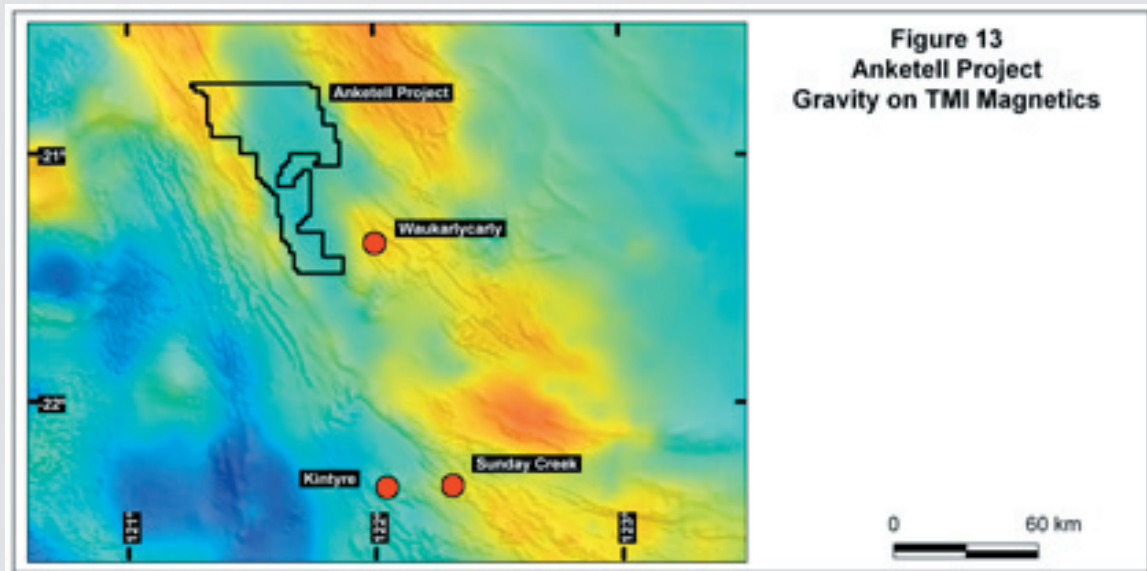 Figure 13
Anketell Project
Gravity on TMI Magnetics
Anketell Project
21°
Waukarlycarly
22°
Kintyre
Sunday Creek
121°
122°
123°
0 60 km